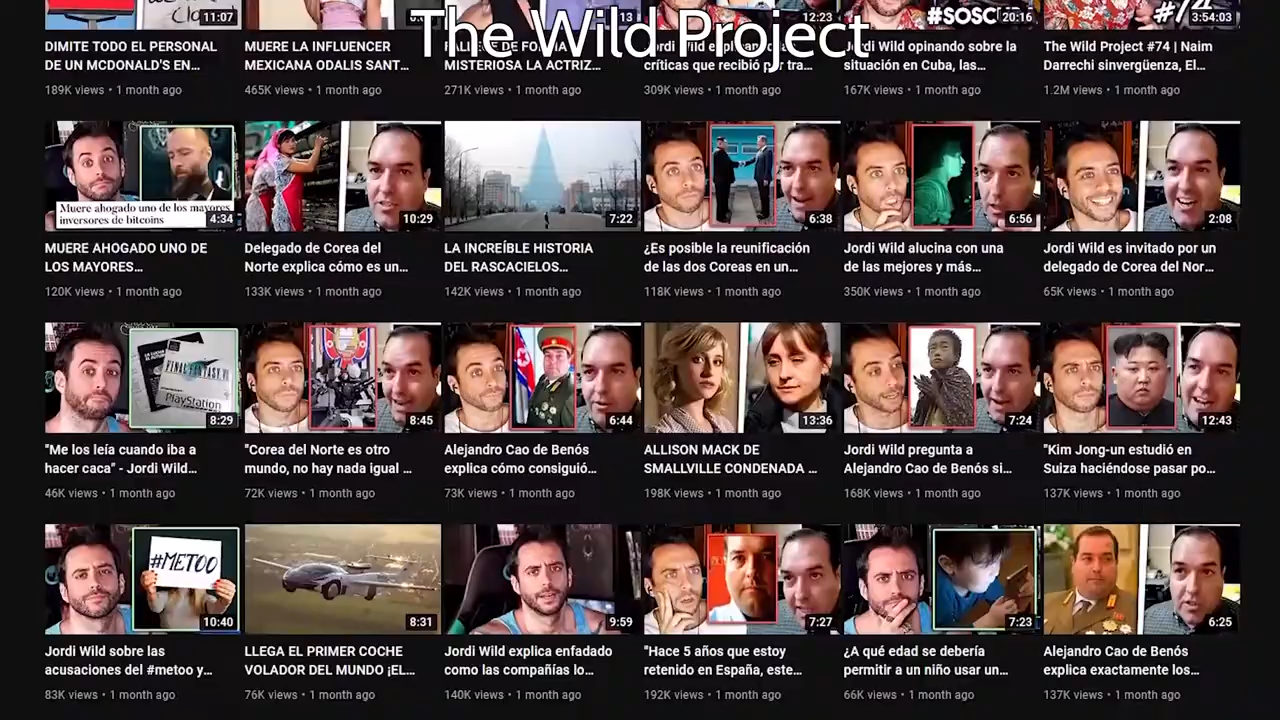 The Wild Project
11:07
12:23
#SOSCU
20:16
#74
3:54:03
DIMITE TODO EL PERSONAL
DE UN MCDONALD'S EN...
189K views • 1 month ago
MUERE LA INFLUENCER
MEXICANA ODALIS SANT...
465K views • 1 month ago
MISTERIOSA LA ACTRIZ...
271K views • 1 month ago
críticas que recibió por tra...
309K views • 1 month ago
Jordi Wild opinando sobre la
situación en Cuba, las...
167K views • 1 month ago
The Wild Project #74 | Naim
Darrechi sinvergüenza, El...
1.2M views • 1 month ago
Muere ahogado uno de los mayores
inversores de bitcoins
4:34
10:29
7:22
6:38
6:56
2:08
MUERE AHOGADO UNO DE
LOS MAYORES...
120K views • 1 month ago
Delegado de Corea del
Norte explica cómo es un...
133K views • 1 month ago
LA INCREÍBLE HISTORIA
DEL RASCACIELOS...
142K views • 1 month ago
¿Es posible la reunificación
de las dos Coreas en un...
118K views • 1 month ago
Jordi Wild alucina con una
de las mejores y más...
350K views • 1 month ago
Jordi Wild es invitado por un
delegado de Corea del Nor...
65K views • 1 month ago
PlayStation
8:29
8:45
6:44
13:36
7:24
12:43
"Me los leía cuando iba a
hacer caca" - Jordi Wild...
46K views • 1 month ago
"Corea del Norte es otro
mundo, no hay nada igual ...
72K views • 1 month ago
Alejandro Cao de Benós
explica cómo consiguió...
73K views • 1 month ago
ALLISON MACK DE
SMALLVILLE CONDENADA ...
198K views • 1 month ago
Jordi Wild pregunta a
Alejandro Cao de Benós si...
168K views • 1 month ago
"Kim Jong-un estudió en
Suiza haciéndose pasar po...
137K views • 1 month ago
#METOO
10:40
8:31
9:59
7:27
7:23
6:25
Jordi Wild sobre las
acusaciones del #metoo y...
83K views • 1 month ago
LLEGA EL PRIMER COCHE
VOLADOR DEL MUNDO ¡EL...
76K views • 1 month ago
Jordi Wild explica enfadado
como las compañías lo...
140K views • 1 month ago
"Hace 5 años que estoy
retenido en España, este...
192K views • 1 month ago
¿A qué edad se debería
permitir a un niño usar un...
66K views • 1 month ago
Alejandro Cao de Benós
explica exactamente los...
137K views • 1 month ago